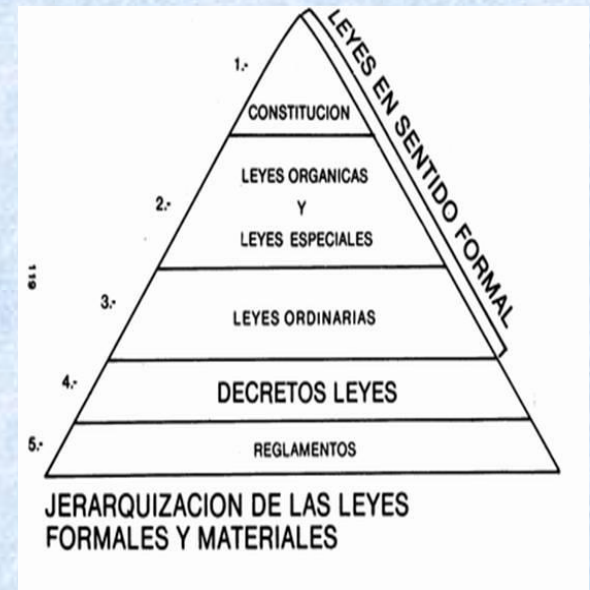 LEYES EN SENTIDO FORMAL
1.-
CONSTITUCION
2.-
LEYES ORGANICAS
Y
LEYES ESPECIALES
119
3.-
LEYES ORDINARIAS
4.-
DECRETOS LEYES
5.-
REGLAMENTOS
JERARQUIZACION DE LAS LEYES
FORMALES Y MATERIALES